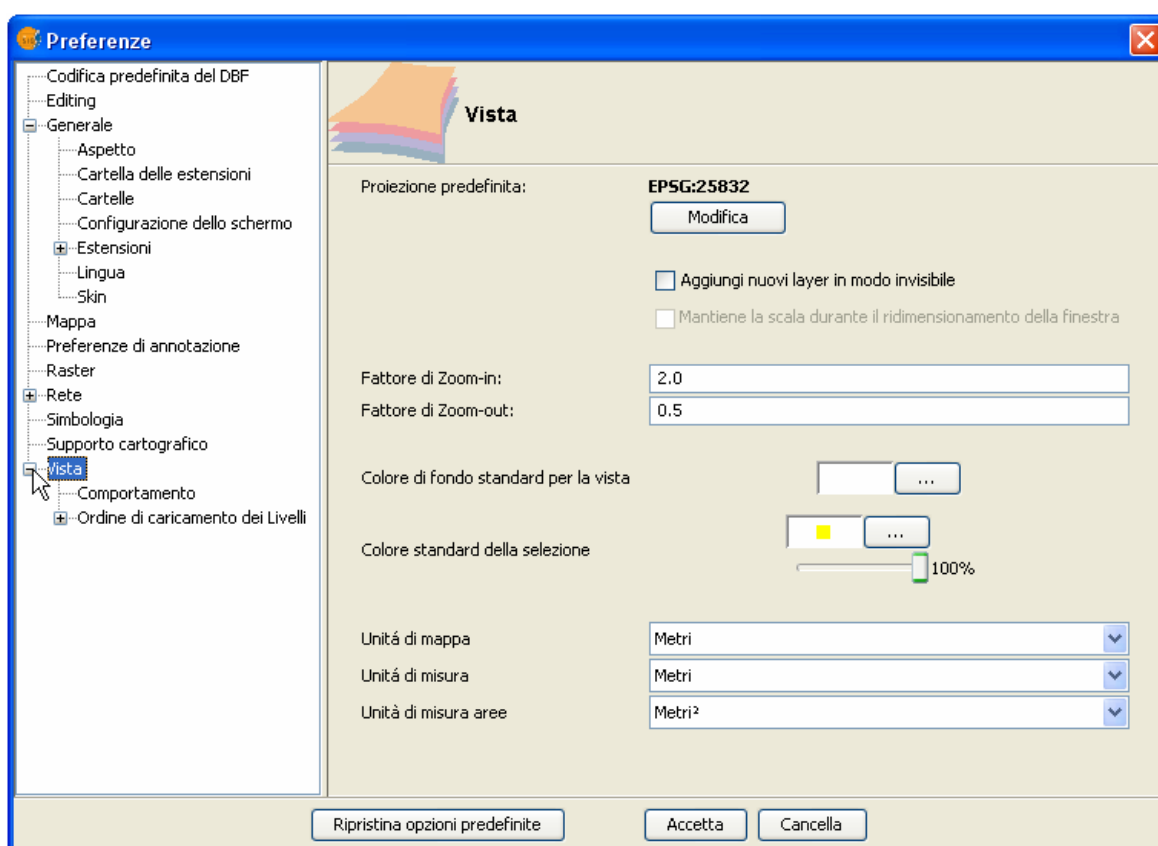 Preferenze
Codifica predefinita del DBF
Editing
Generale
Aspetto
Cartella delle estensioni
Cartelle
Configurazione dello schermo
Estensioni
Lingua
Skin
Mappa
Preferenze di annotazione
Raster
Rete
Simbologia
Supporto cartografico
Vista
Comportamento
Ordine di caricamento dei Livelli
Vista
Proiezione predefinita: EPSG:25832
Modifica
Aggiungi nuovi layer in modo invisibile
Mantiene la scala durante il ridimensionamento della finestra
Fattore di Zoom-in: 2.0
Fattore di Zoom-out: 0.5
Colore di fondo standard per la vista ...
Colore standard della selezione ...
100%
Unitá di mappa Metri
Unitá di misura Metri
Unità di misura aree Metri²
Ripristina opzioni predefinite Accetta Cancella